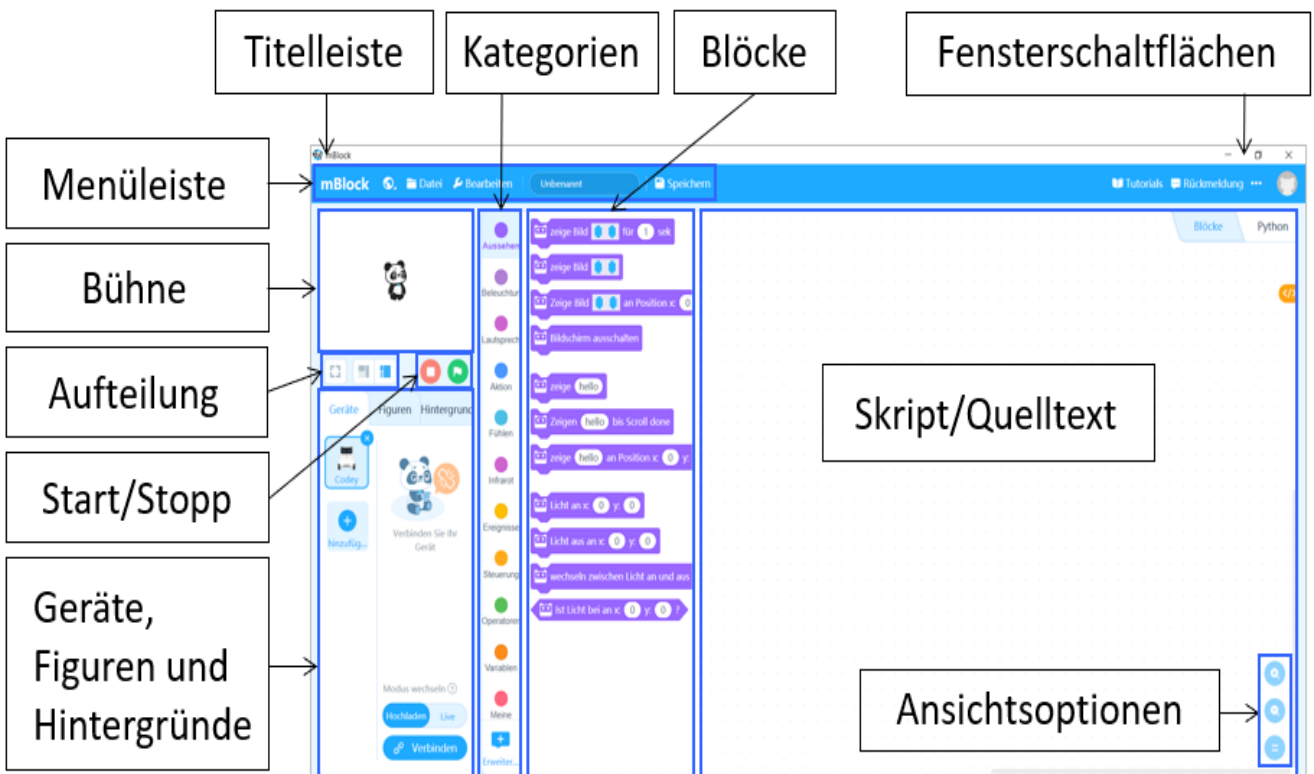 Titelleiste
Kategorien
Blöcke
Fensterschaltflächen
mBlock
Menüleiste
mBlock Datei Bearbeiten Unbenannt Speichern Tutorials Rückmeldung
Blöcke Python
Bühne
Aufteilung
Start/Stopp
Geräte,
Figuren und
Hintergründe
Geräte Figuren Hintergrund
Codey
hinzufüg...
Verbinden Sie Ihr
Gerät
Modus wechseln ?
Hochladen Live
Verbinden
Aussehen
Beleuchtun
Lautsprech
Aktion
Fühlen
Infrarot
Ereignisse
Steuerung
Operatoren
Variablen
Meine
Erweiter...
zeige Bild für 1 sek
zeige Bild
Zeige Bild an Position x: 0
Bildschirm ausschalten
zeige hello
Zeigen hello bis Scroll done
zeige hello an Position x: 0 y:
Licht an x: 0 y: 0
Licht aus an x: 0 y: 0
wechseln zwischen Licht an und aus
Ist Licht bei an x: 0 y: 0 ?
</> 
Skript/Quelltext
Ansichtsoptionen